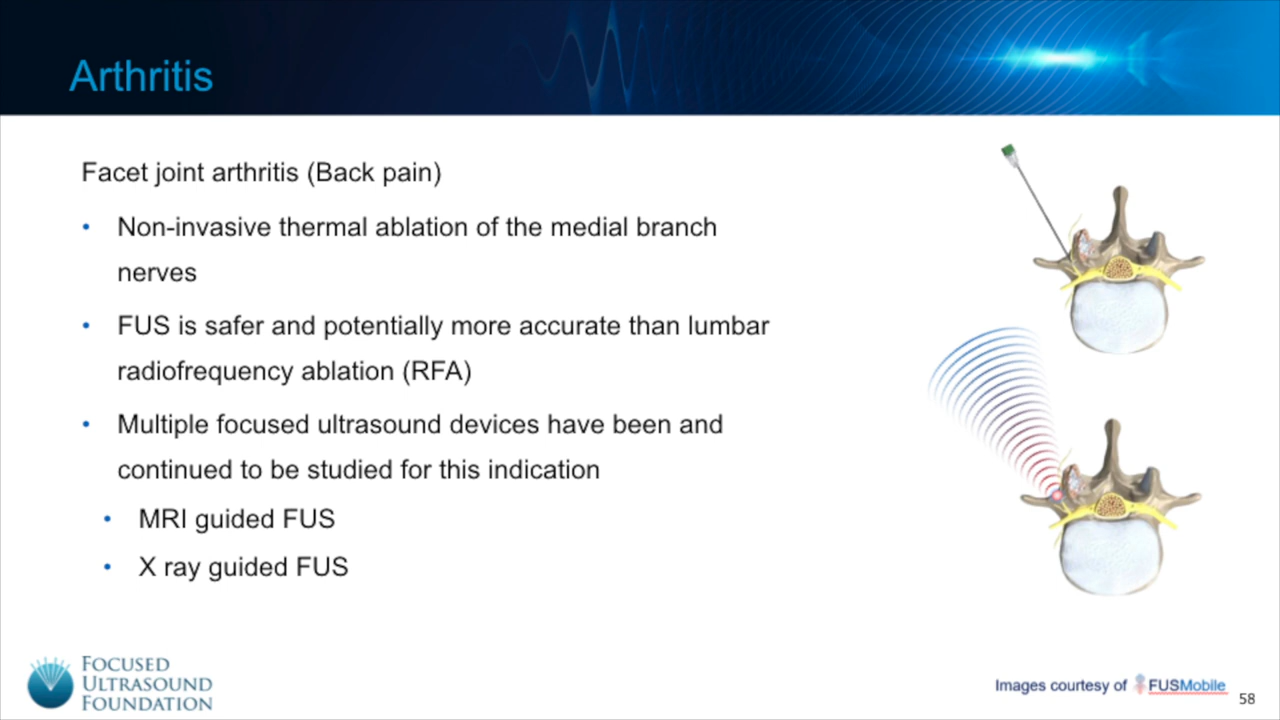 Arthritis
Facet joint arthritis (Back pain)
• Non-invasive thermal ablation of the medial branch
nerves
• FUS is safer and potentially more accurate than lumbar
radiofrequency ablation (RFA)
• Multiple focused ultrasound devices have been and
continued to be studied for this indication
• MRI guided FUS
• X ray guided FUS
FOCUSED
ULTRASOUND
FOUNDATION
Images courtesy of FUSMobile
58